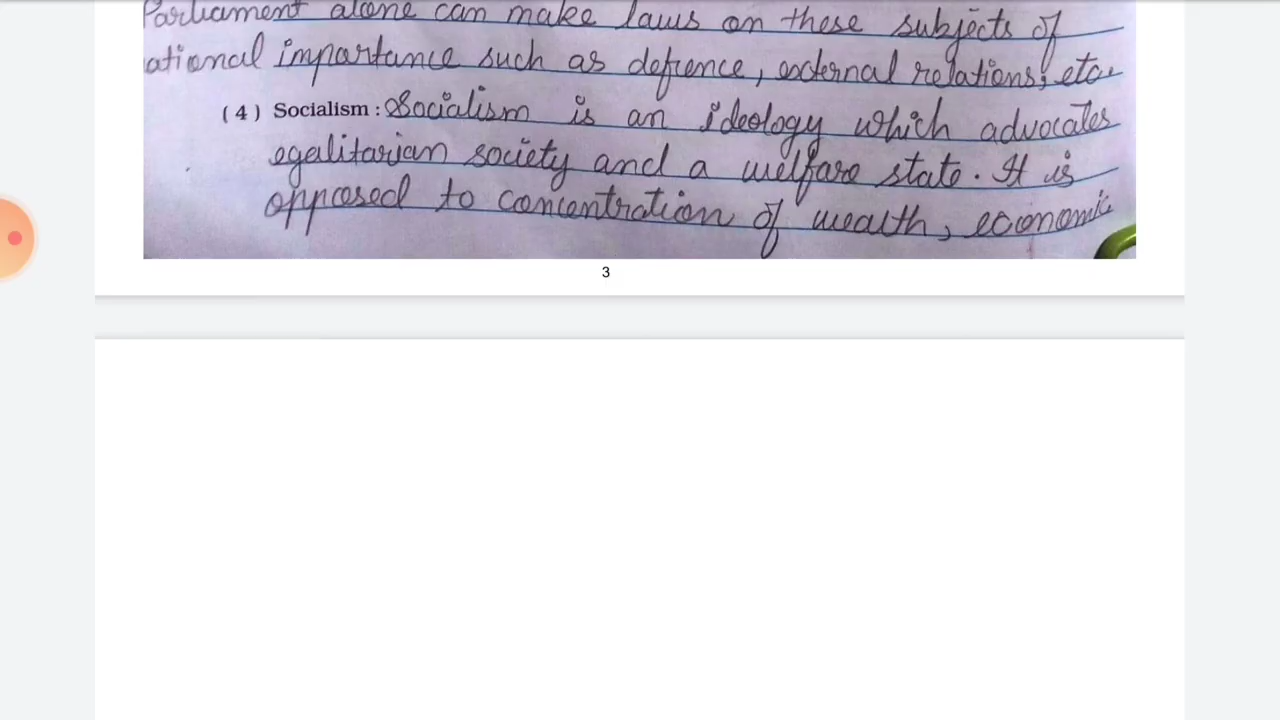 Parliament alone can make laws on these subjects of
ational importance such as defence, external relations, etc.
( 4 ) Socialism : Socialism is an ideology which advocates
egalitarian society and a welfare state. It is
opposed to concentration of wealth, economic
3